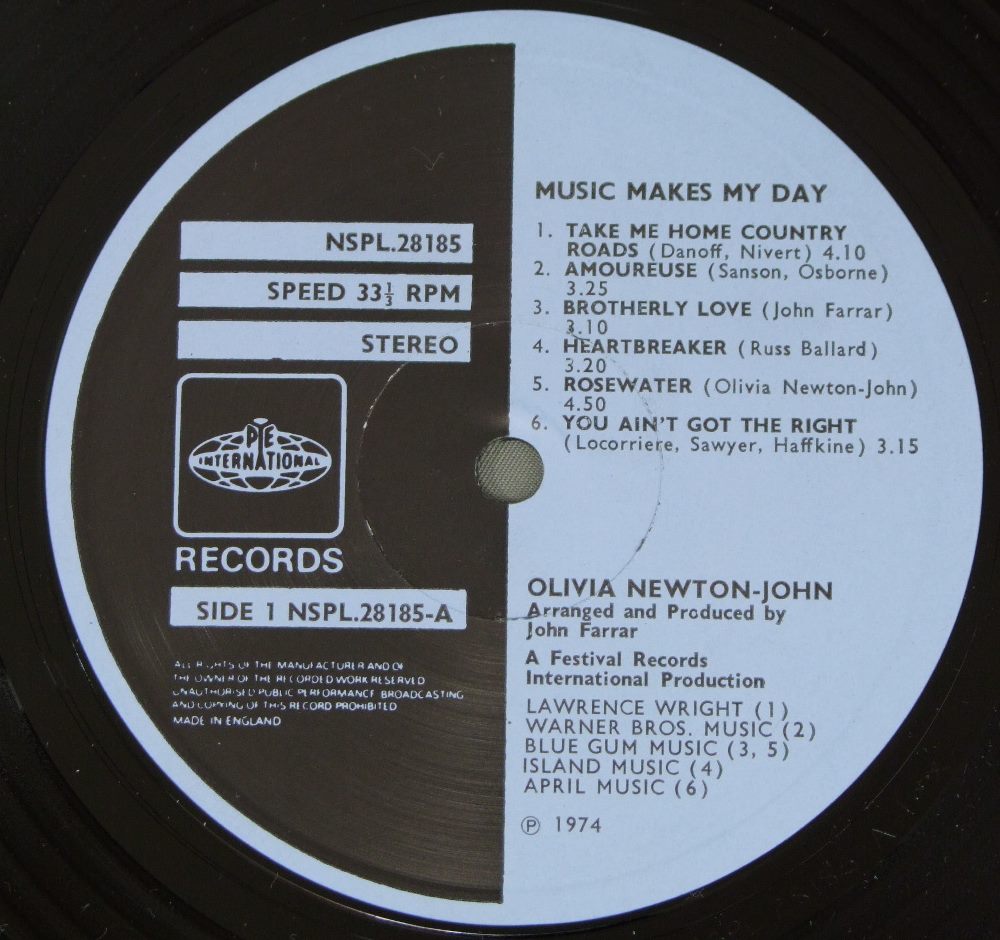 NSPL.28185
SPEED 33⅓ RPM
STEREO
PYE
INTERNATIONAL
RECORDS
SIDE 1 NSPL.28185-A
ALL RIGHTS OF THE MANUFACTURER AND OF
THE OWNER OF THE RECORDED WORK RESERVED
UNAUTHORISED PUBLIC PERFORMANCE BROADCASTING
AND COPYING OF THIS RECORD PROHIBITED
MADE IN ENGLAND
MUSIC MAKES MY DAY
1. TAKE ME HOME COUNTRY
ROADS (Danoff, Nivert) 4.10
2. AMOUREUSE (Sanson, Osborne)
3.25
3. BROTHERLY LOVE (John Farrar)
3.10
4. HEARTBREAKER (Russ Ballard)
3.20
5. ROSEWATER (Olivia Newton-John)
4.50
6. YOU AIN'T GOT THE RIGHT
(Locorriere, Sawyer, Haffkine) 3.15
OLIVIA NEWTON-JOHN
Arranged and Produced by
John Farrar
A Festival Records
International Production
LAWRENCE WRIGHT (1)
WARNER BROS. MUSIC (2)
BLUE GUM MUSIC (3, 5)
ISLAND MUSIC (4)
APRIL MUSIC (6)
℗ 1974